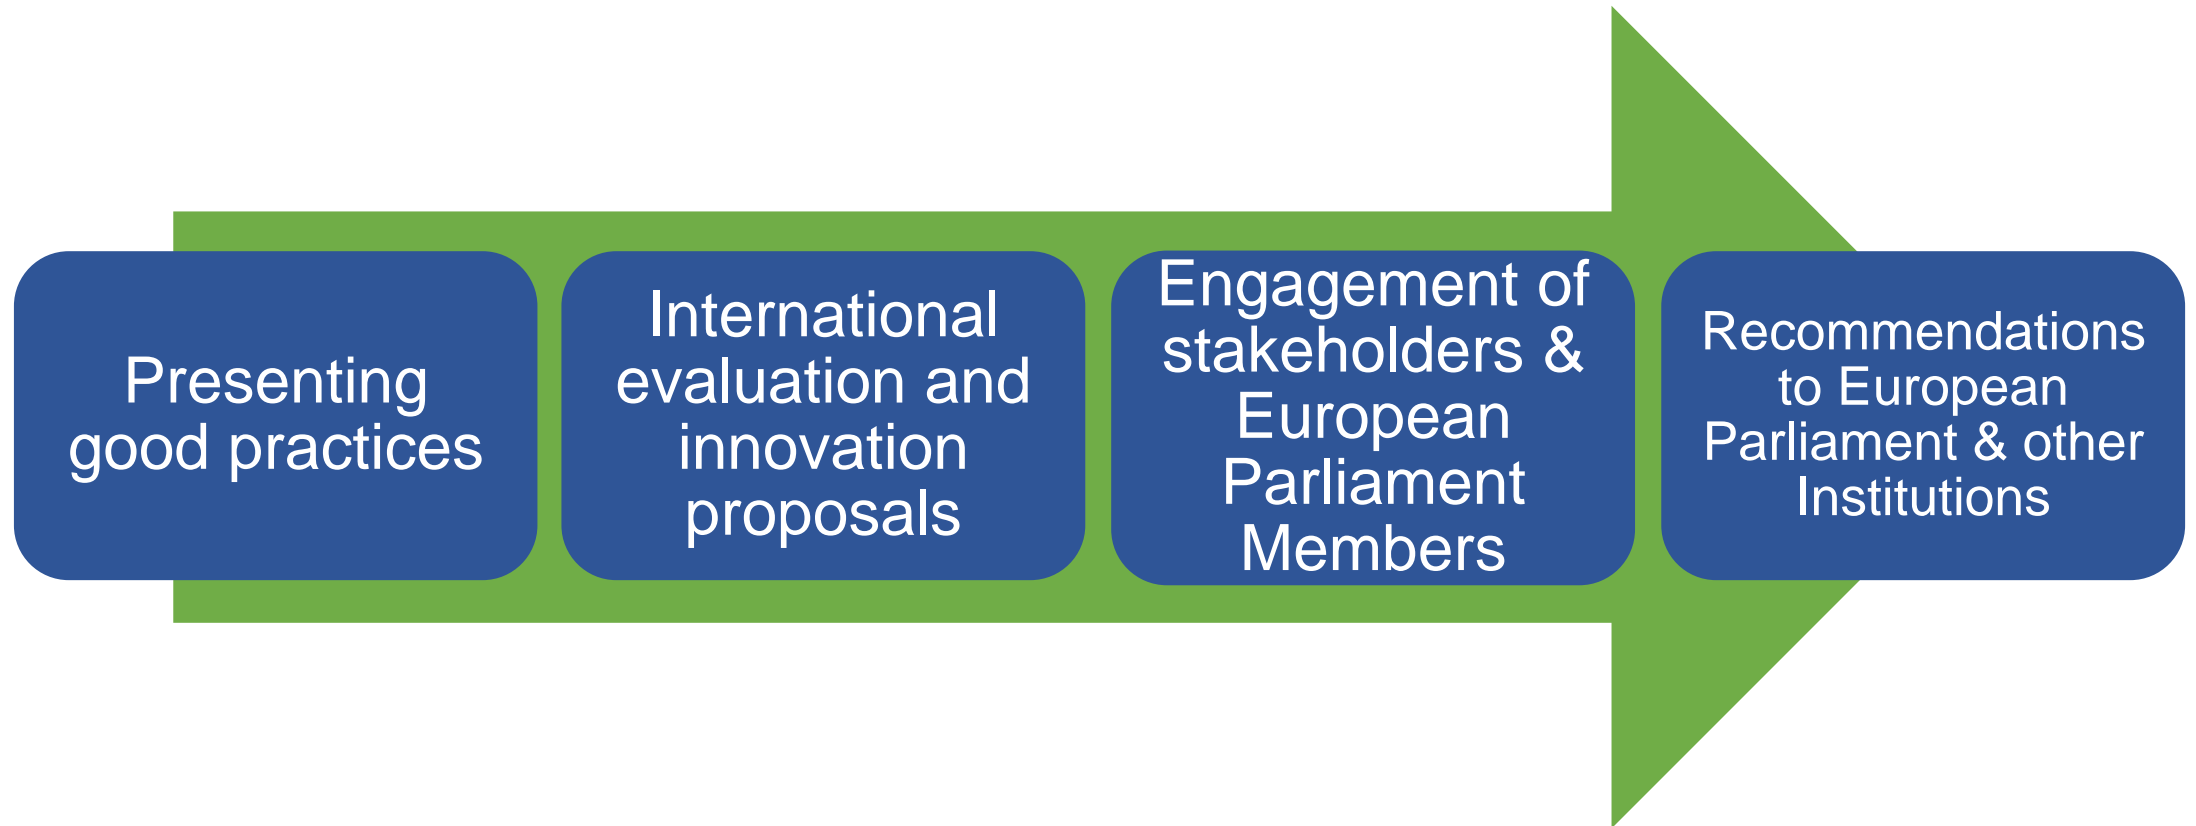 Presenting
good practices
International
evaluation and
innovation
proposals
Engagement of
stakeholders &
European
Parliament
Members
Recommendations
to European
Parliament & other
Institutions